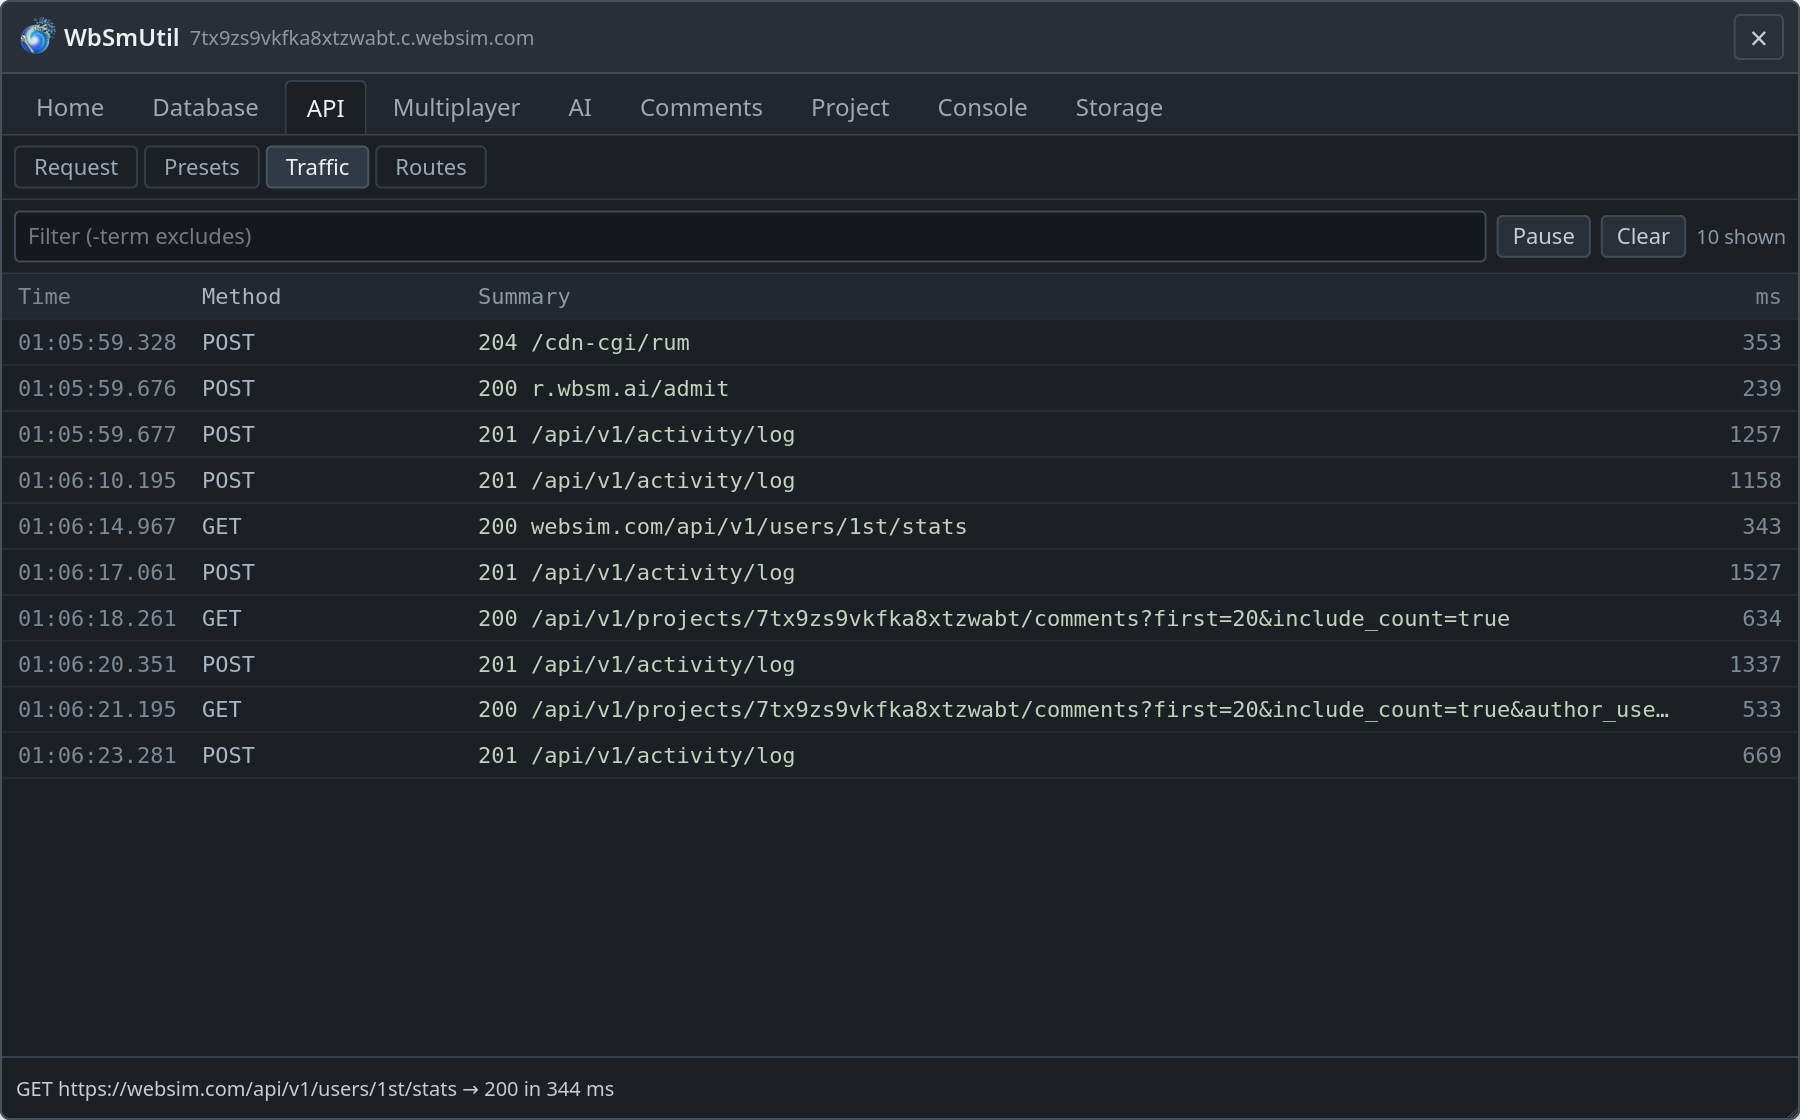 WbSmUtil 7tx9zs9vkfka8xtzwabt.c.websim.com ×
Home Database API Multiplayer AI Comments Project Console Storage
Request Presets Traffic Routes
Filter (-term excludes) Pause Clear 10 shown
Time Method Summary ms
01:05:59.328 POST 204 /cdn-cgi/rum 353
01:05:59.676 POST 200 r.wbsm.ai/admit 239
01:05:59.677 POST 201 /api/v1/activity/log 1257
01:06:10.195 POST 201 /api/v1/activity/log 1158
01:06:14.967 GET 200 websim.com/api/v1/users/1st/stats 343
01:06:17.061 POST 201 /api/v1/activity/log 1527
01:06:18.261 GET 200 /api/v1/projects/7tx9zs9vkfka8xtzwabt/comments?first=20&include_count=true 634
01:06:20.351 POST 201 /api/v1/activity/log 1337
01:06:21.195 GET 200 /api/v1/projects/7tx9zs9vkfka8xtzwabt/comments?first=20&include_count=true&author_use… 533
01:06:23.281 POST 201 /api/v1/activity/log 669
GET https://websim.com/api/v1/users/1st/stats → 200 in 344 ms